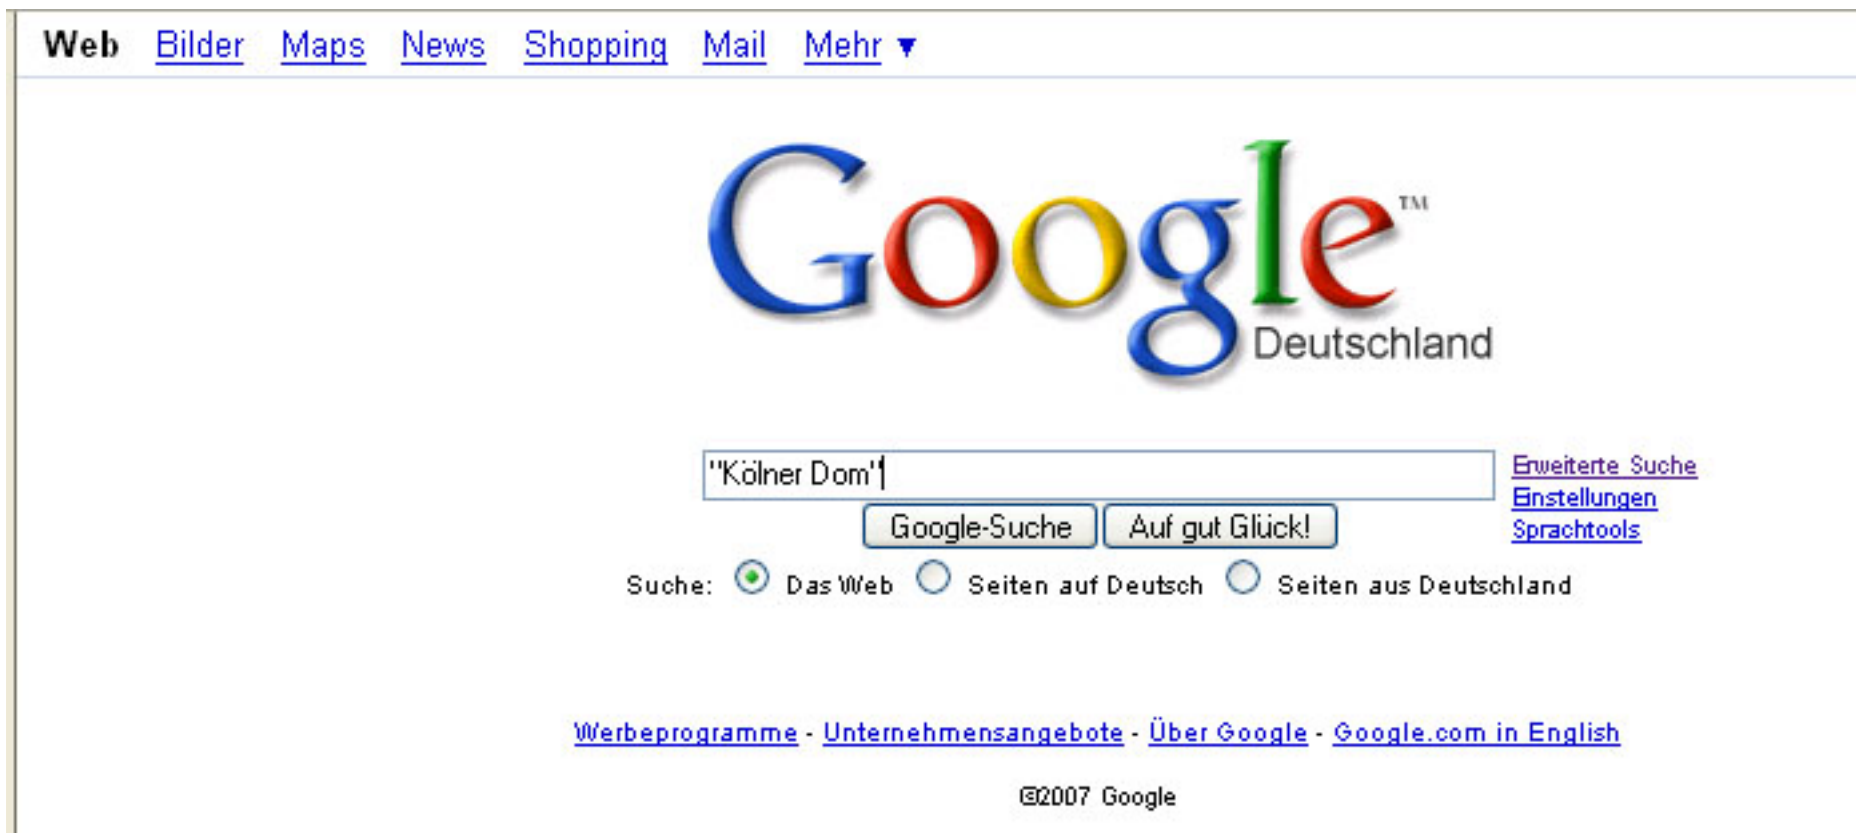 Web Bilder Maps News Shopping Mail Mehr ▼
Google™
Deutschland
"Kölner Dom"
Erweiterte Suche
Einstellungen
Sprachtools
Google-Suche Auf gut Glück!
Suche: Das Web Seiten auf Deutsch Seiten aus Deutschland
Werbeprogramme - Unternehmensangebote - Über Google - Google.com in English
©2007 Google